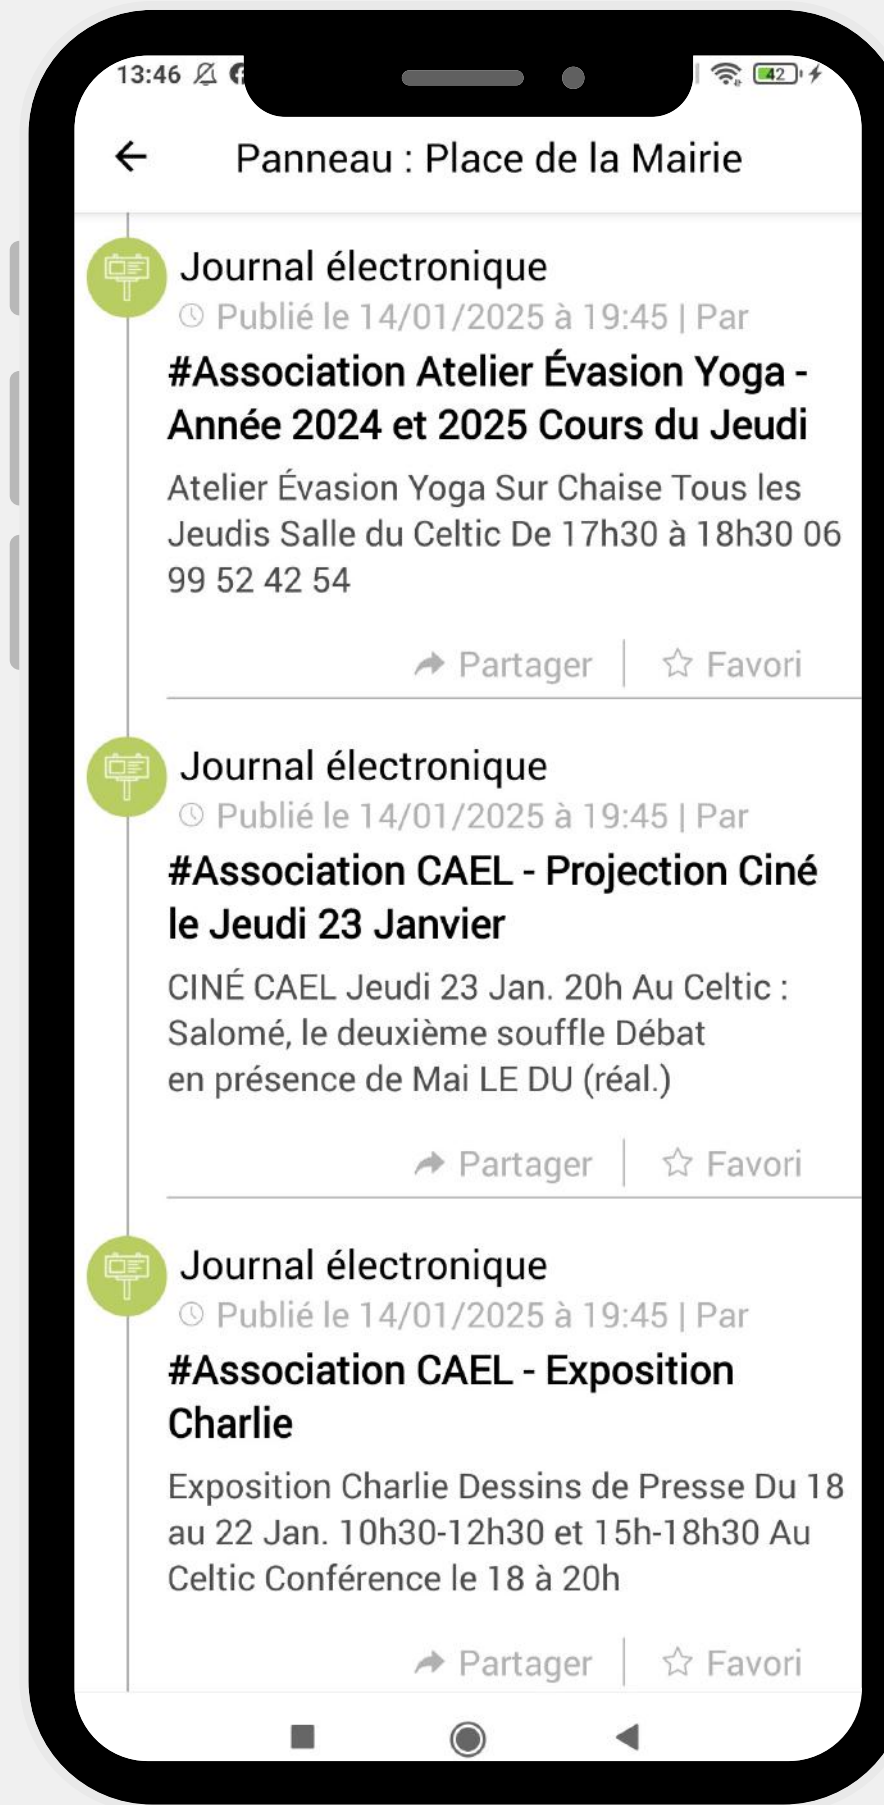 13:46
42
Panneau : Place de la Mairie
Journal électronique
Publié le 14/01/2025 à 19:45 | Par
#Association Atelier Évasion Yoga -
Année 2024 et 2025 Cours du Jeudi
Atelier Évasion Yoga Sur Chaise Tous les
Jeudis Salle du Celtic De 17h30 à 18h30 06
99 52 42 54
Partager | Favori
Journal électronique
Publié le 14/01/2025 à 19:45 | Par
#Association CAEL - Projection Ciné
le Jeudi 23 Janvier
CINÉ CAEL Jeudi 23 Jan. 20h Au Celtic :
Salomé, le deuxième souffle Débat
en présence de Mai LE DU (réal.)
Partager | Favori
Journal électronique
Publié le 14/01/2025 à 19:45 | Par
#Association CAEL - Exposition
Charlie
Exposition Charlie Dessins de Presse Du 18
au 22 Jan. 10h30-12h30 et 15h-18h30 Au
Celtic Conférence le 18 à 20h
Partager | Favori